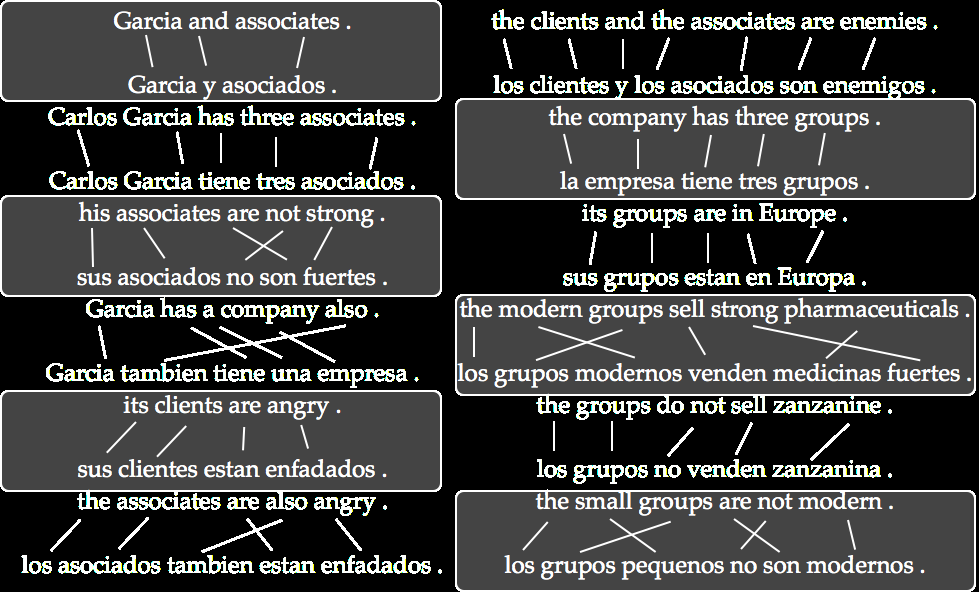 Garcia and associates .
Garcia y asociados .
Carlos Garcia has three associates .
Carlos Garcia tiene tres asociados .
his associates are not strong .
sus asociados no son fuertes .
Garcia has a company also .
Garcia tambien tiene una empresa .
its clients are angry .
sus clientes estan enfadados .
the associates are also angry .
los asociados tambien estan enfadados .
the clients and the associates are enemies .
los clientes y los asociados son enemigos .
the company has three groups .
la empresa tiene tres grupos .
its groups are in Europe .
sus grupos estan en Europa .
the modern groups sell strong pharmaceuticals .
los grupos modernos venden medicinas fuertes .
the groups do not sell zanzanine .
los grupos no venden zanzanina .
the small groups are not modern .
los grupos pequenos no son modernos .